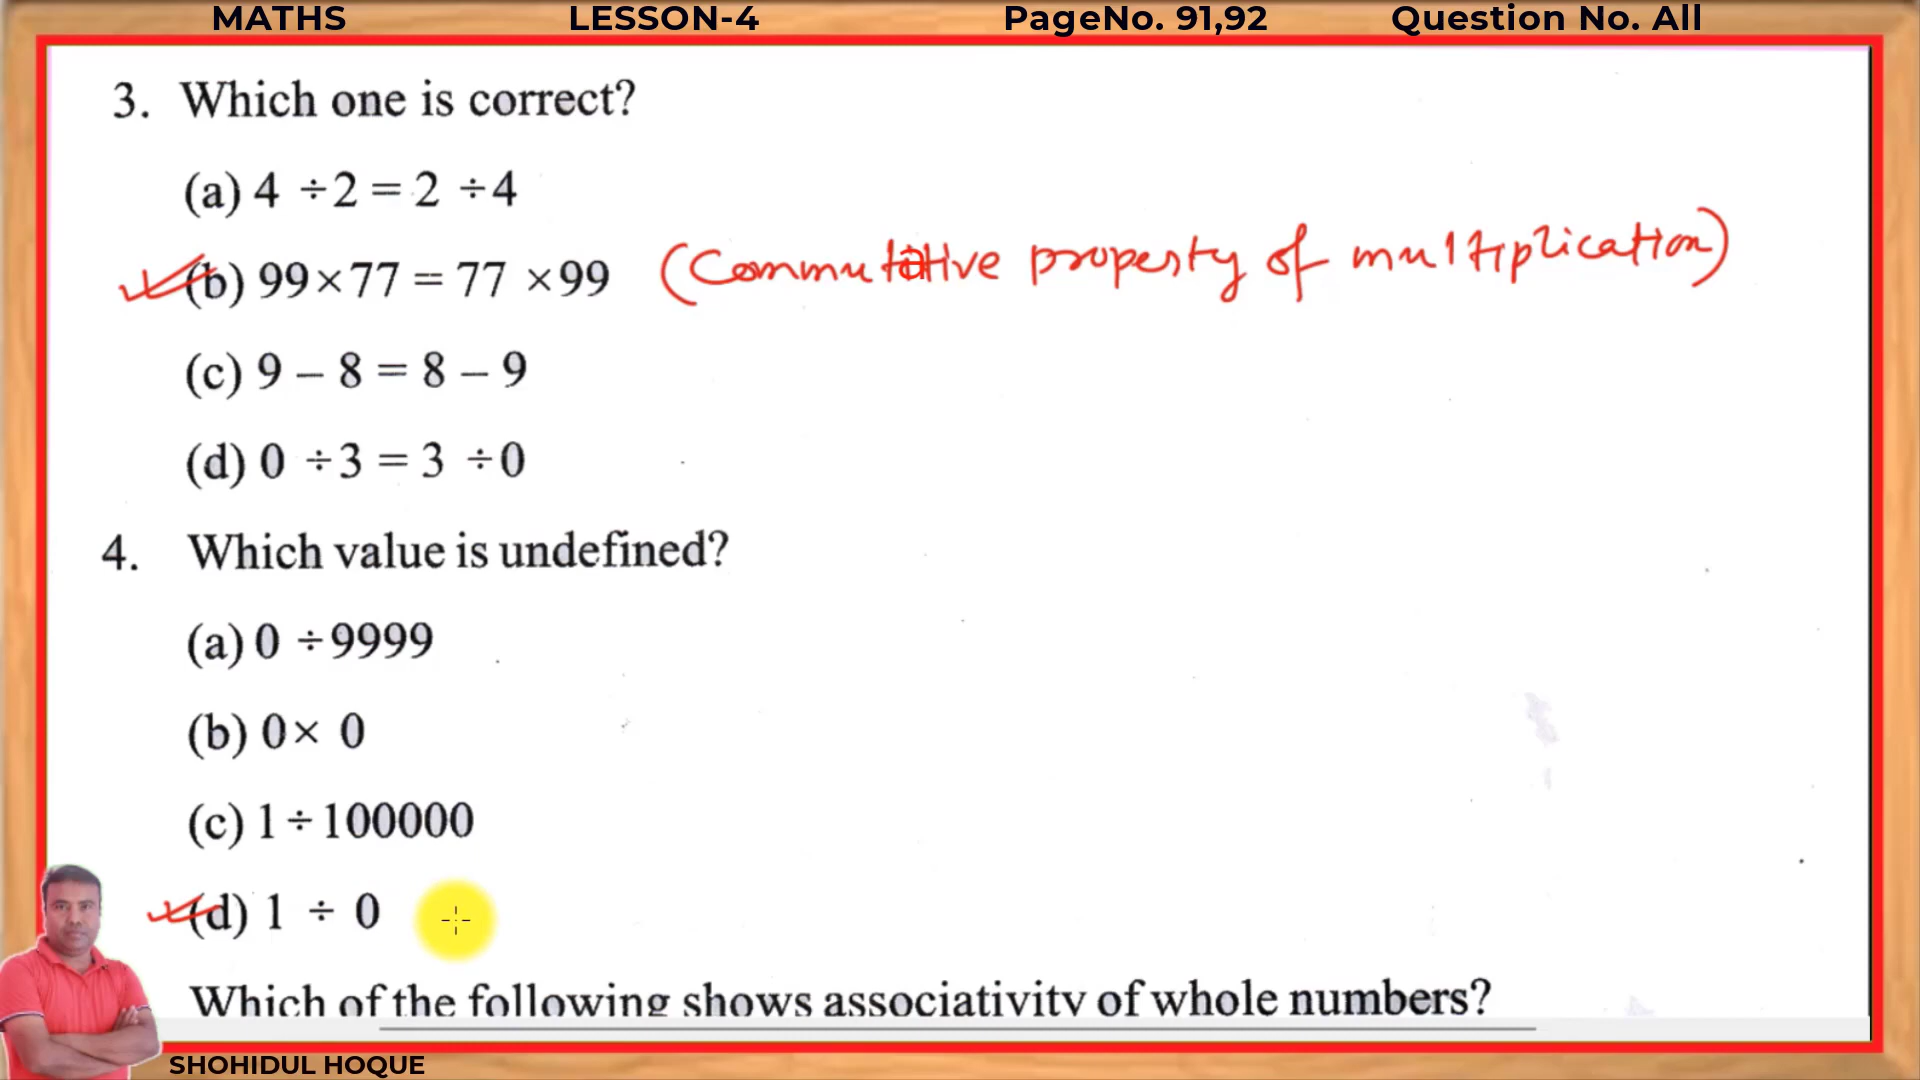 MATHS LESSON-4 PageNo. 91,92 Question No. All
3. Which one is correct?
(a) 4 ÷2 = 2 ÷4
(b) 99×77 = 77 ×99 (Commutative property of multiplication)
(c) 9 – 8 = 8 – 9
(d) 0 ÷3 = 3 ÷0
4. Which value is undefined?
(a) 0 ÷9999
(b) 0× 0
(c) 1÷100000
(d) 1 ÷ 0
Which of the following shows associativity of whole numbers?
SHOHIDUL HOQUE